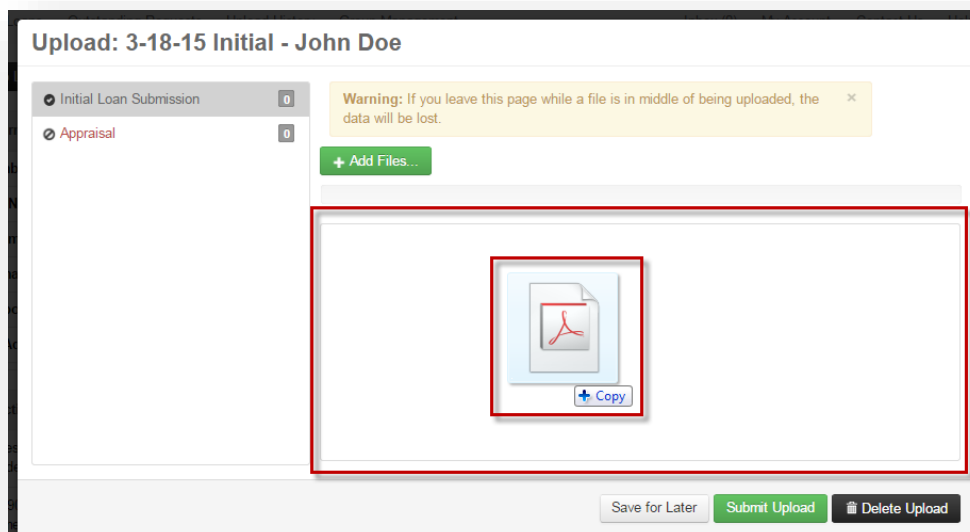 Upload: 3-18-15 Initial - John Doe
Initial Loan Submission 0
Appraisal 0
Warning: If you leave this page while a file is in middle of being uploaded, the ×
data will be lost.
+ Add Files...
+ Copy
Save for Later Submit Upload Delete Upload